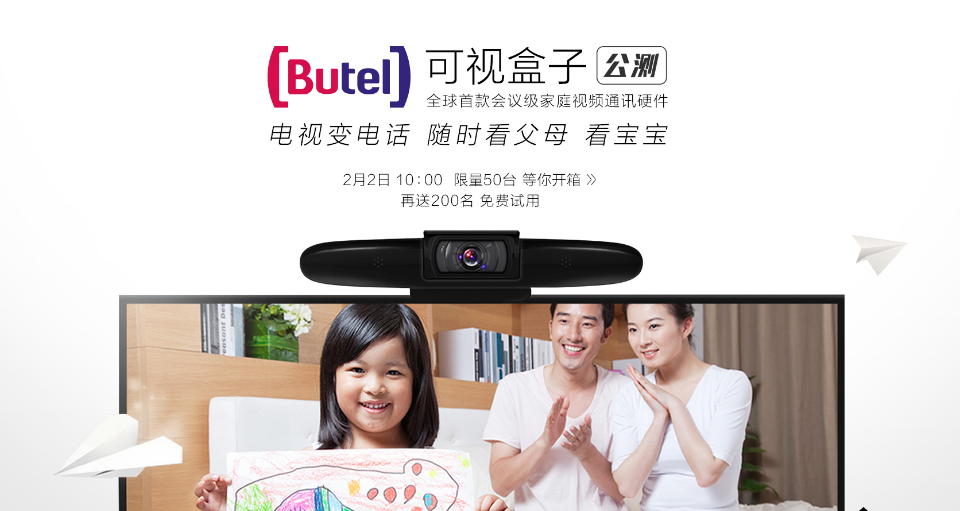 Butel 可视盒子 公测
全球首款会议级家庭视频通讯硬件
电视变电话 随时看父母 看宝宝
2月2日 10:00 限量50台 等你开箱 》
再送200名 免费试用